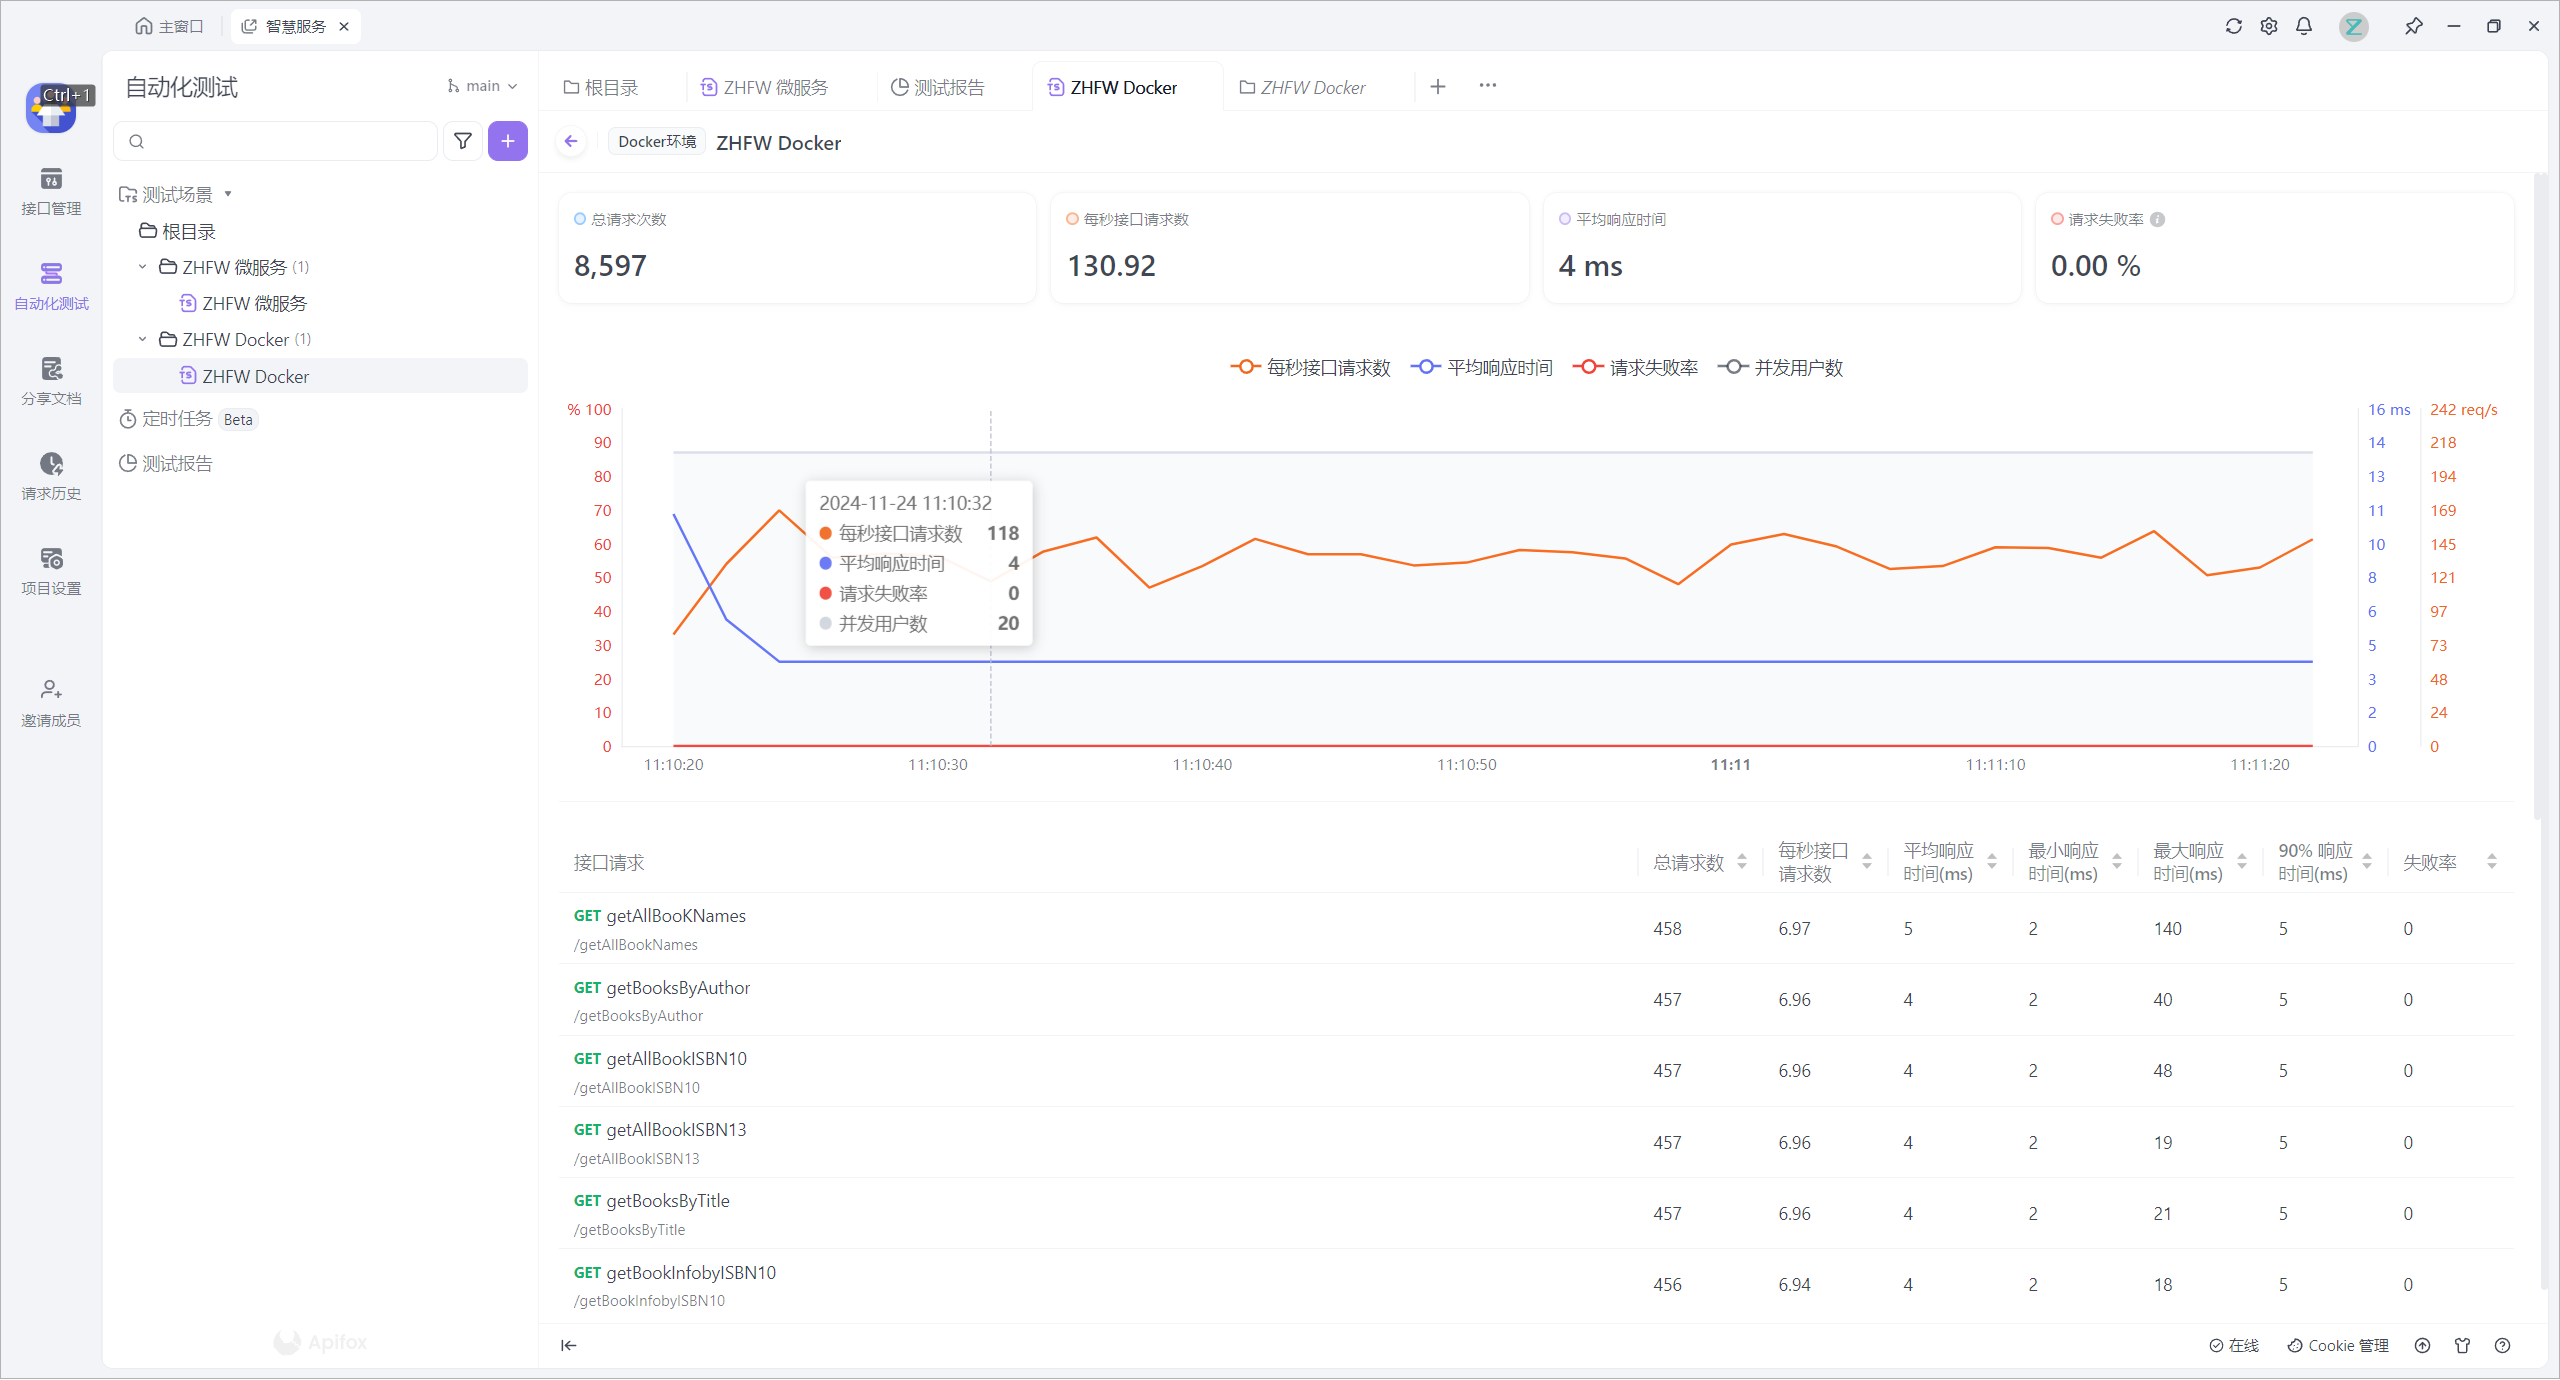 主窗口
智慧服务
Ctrl+1
接口管理
自动化测试
分享文档
请求历史
项目设置
邀请成员
自动化测试
main
测试场景
根目录
ZHFW 微服务 (1)
ZHFW 微服务
ZHFW Docker (1)
ZHFW Docker
定时任务 Beta
测试报告
Apifox
根目录
ZHFW 微服务
测试报告
ZHFW Docker
ZHFW Docker
Docker环境 ZHFW Docker
总请求次数
8,597
每秒接口请求数
130.92
平均响应时间
4 ms
请求失败率
0.00 %
每秒接口请求数 平均响应时间 请求失败率 并发用户数
% 100 16 ms 242 req/s
90 14 218
80 13 194
70 11 169
60 10 145
50 8 121
40 6 97
30 5 73
20 3 48
10 2 24
0 0 0
2024-11-24 11:10:32
每秒接口请求数 118
平均响应时间 4
请求失败率 0
并发用户数 20
11:10:20 11:10:30 11:10:40 11:10:50 11:11 11:11:10 11:11:20
接口请求 总请求数 每秒接口请求数 平均响应时间(ms) 最小响应时间(ms) 最大响应时间(ms) 90% 响应时间(ms) 失败率
GET getAllBooKNames 458 6.97 5 2 140 5 0
/getAllBookNames
GET getBooksByAuthor 457 6.96 4 2 40 5 0
/getBooksByAuthor
GET getAllBookISBN10 457 6.96 4 2 48 5 0
/getAllBookISBN10
GET getAllBookISBN13 457 6.96 4 2 19 5 0
/getAllBookISBN13
GET getBooksByTitle 457 6.96 4 2 21 5 0
/getBooksByTitle
GET getBookInfobyISBN10 456 6.94 4 2 18 5 0
/getBookInfobyISBN10
在线 Cookie 管理